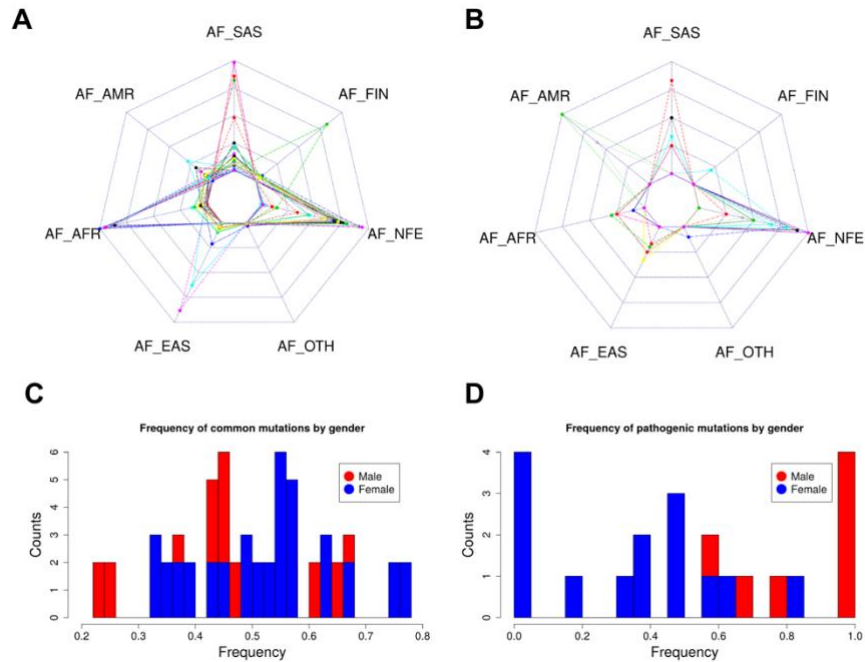 A
B
AF_SAS
AF_SAS
AF_AMR
AF_FIN
AF_AMR
AF_FIN
AF_AFR
AF_NFE
AF_AFR
AF_NFE
AF_EAS
AF_OTH
AF_EAS
AF_OTH
C
D
Frequency of common mutations by gender
Frequency of pathogenic mutations by gender
Counts
0
1
2
3
4
5
6
Male
Female
0.2
0.3
0.4
0.5
0.6
0.7
0.8
Frequency
Counts
0
1
2
3
4
Male
Female
0.0
0.2
0.4
0.6
0.8
1.0
Frequency